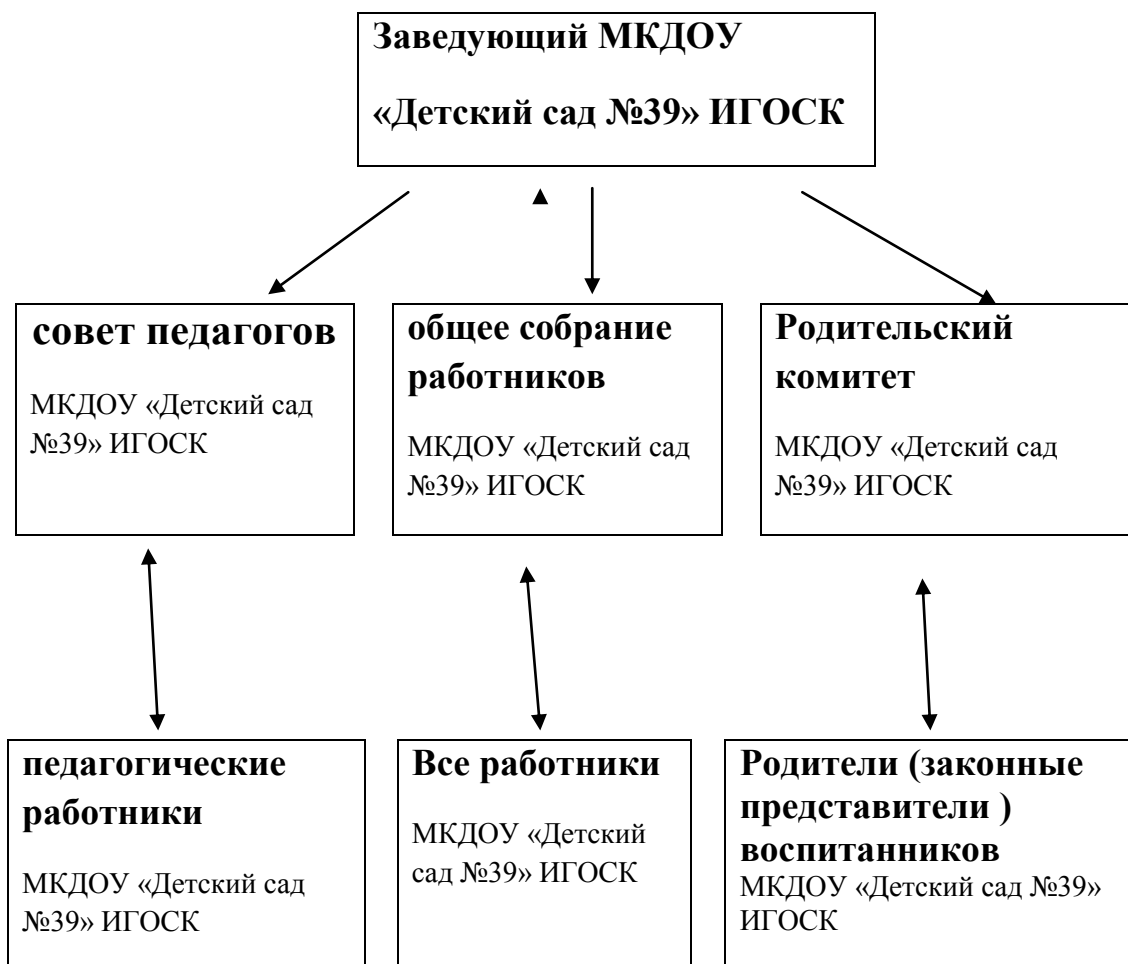 Заведующий МКДОУ
«Детский сад №39» ИГОСК
совет педагогов
МКДОУ «Детский сад
№39» ИГОСК
общее собрание
работников
МКДОУ «Детский сад
№39» ИГОСК
Родительский
комитет
МКДОУ «Детский сад
№39» ИГОСК
педагогические
работники
МКДОУ «Детский сад
№39» ИГОСК
Все работники
МКДОУ «Детский
сад №39» ИГОСК
Родители (законные
представители )
воспитанников
МКДОУ «Детский сад №39»
ИГОСК